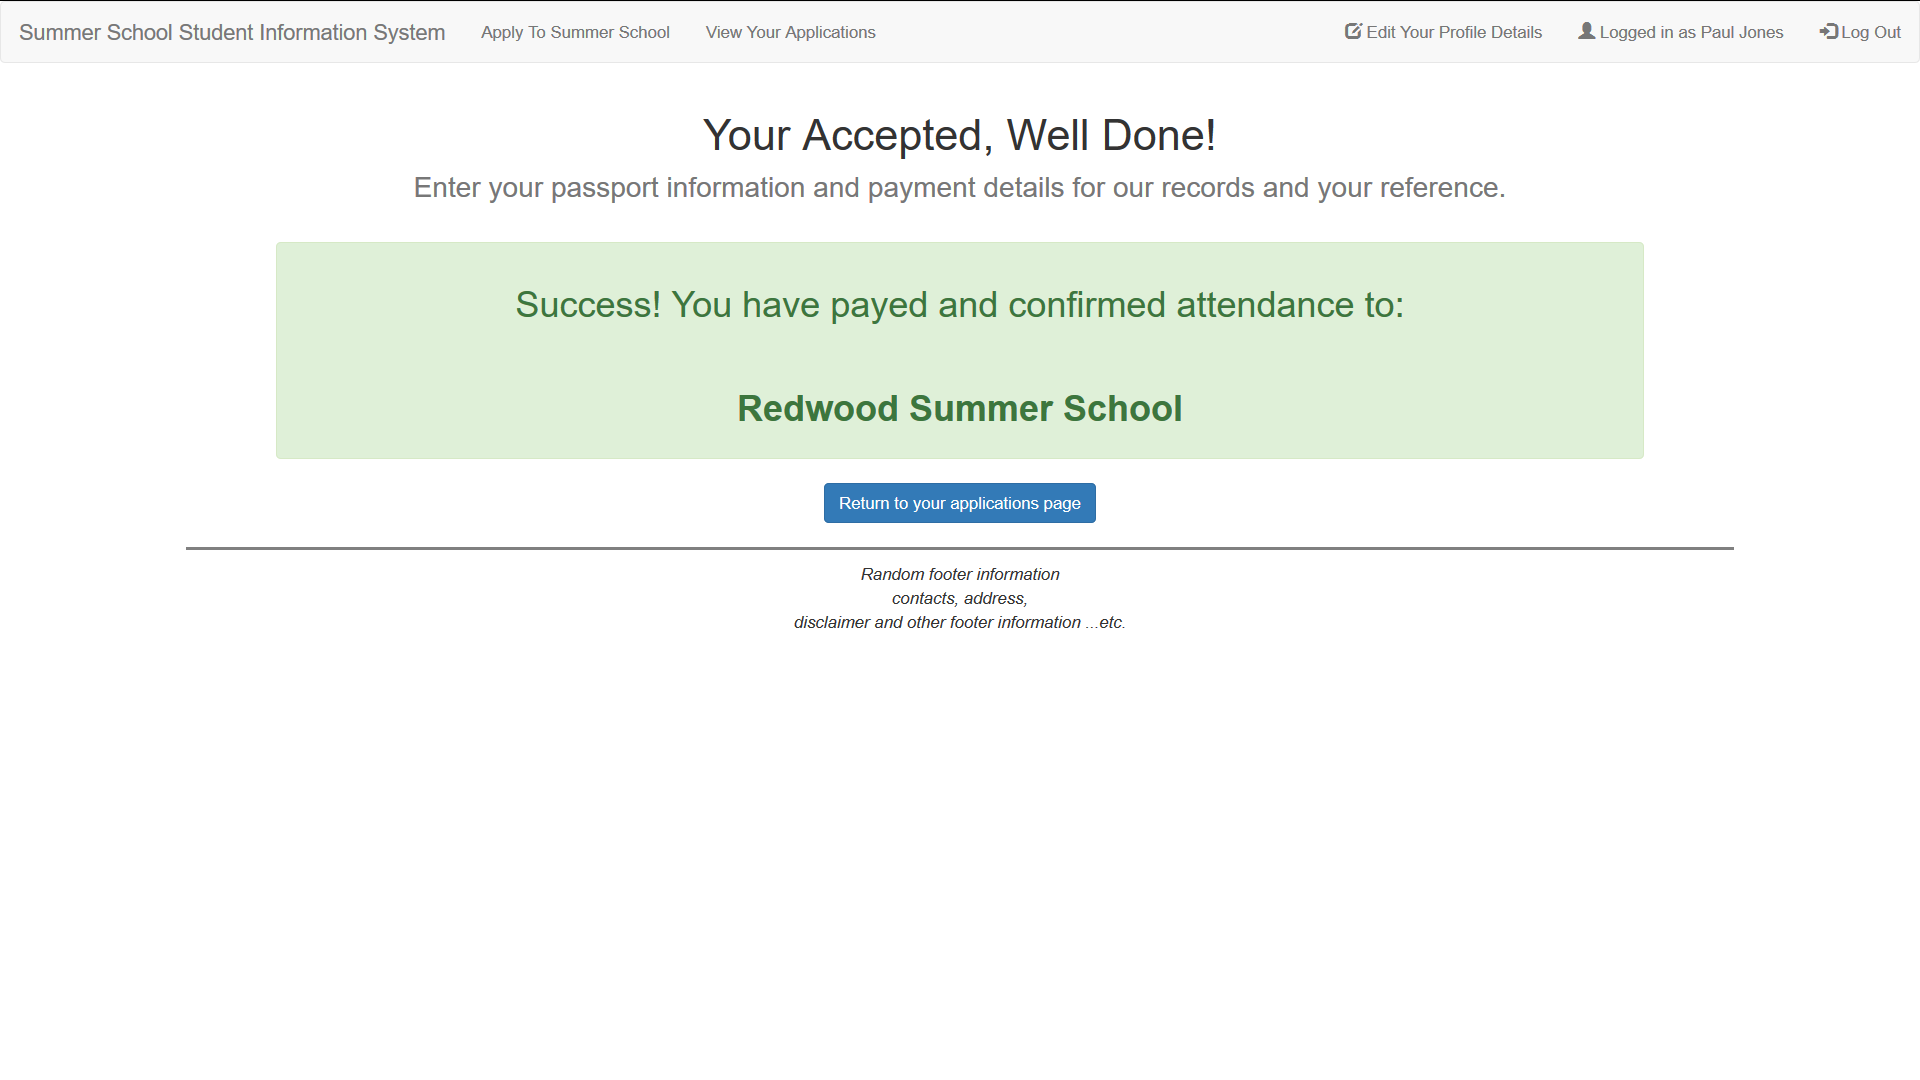 Summer School Student Information System Apply To Summer School View Your Applications Edit Your Profile Details Logged in as Paul Jones Log Out
Your Accepted, Well Done!
Enter your passport information and payment details for our records and your reference.
Success! You have payed and confirmed attendance to:
Redwood Summer School
Return to your applications page
Random footer information
contacts, address,
disclaimer and other footer information ...etc.